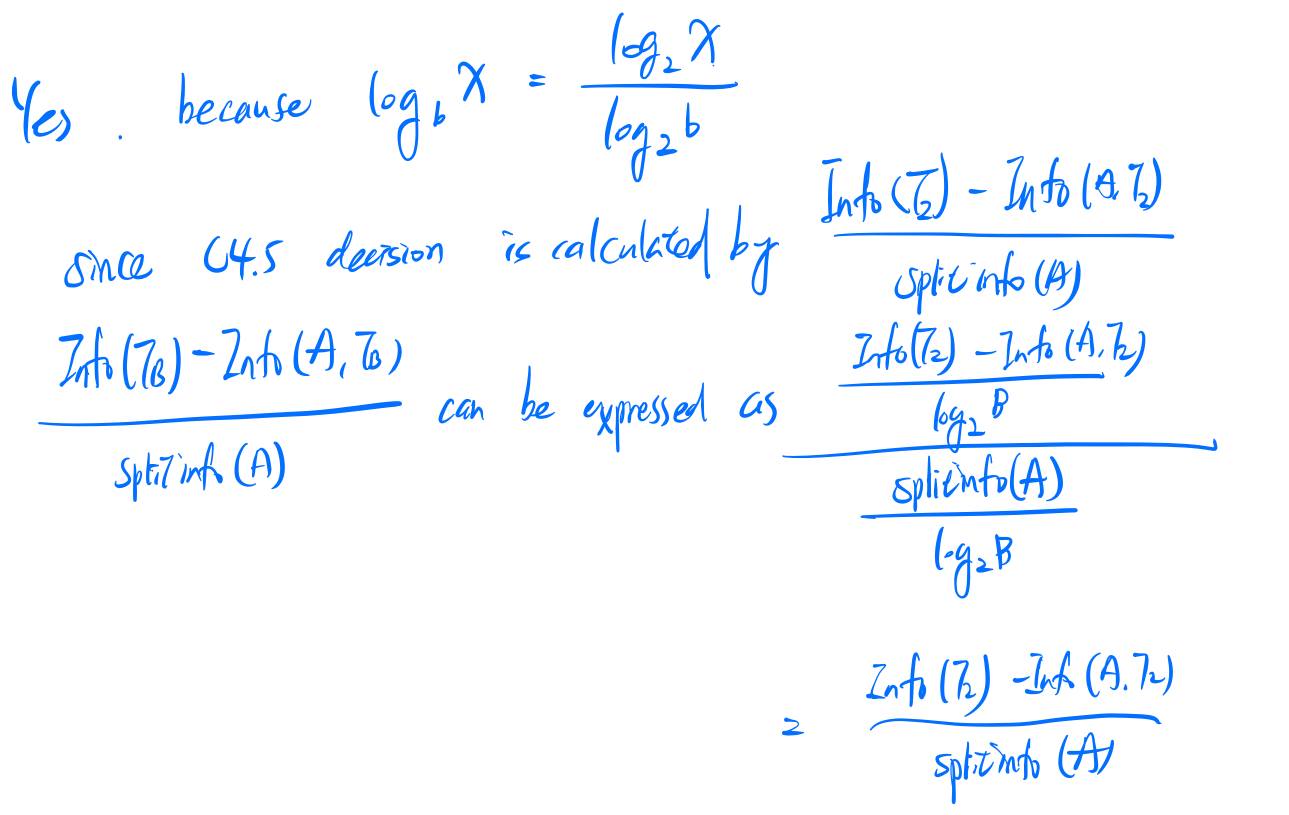 Yes . because log_b X = \frac{log_2 X}{log_2 b}
since C4.5 decision is calculated by \frac{Info(T_2) - Info(A, T_2)}{splitinfo(A)}
\frac{Info(T_B) - Info(A, T_B)}{splitinfo(A)} can be expressed as \frac{\frac{Info(T_2) - Info(A, T_2)}{log_2 B}}{\frac{splitinfo(A)}{log_2 B}}
= \frac{Info(T_2) - Info(A, T_2)}{splitinfo(A)}